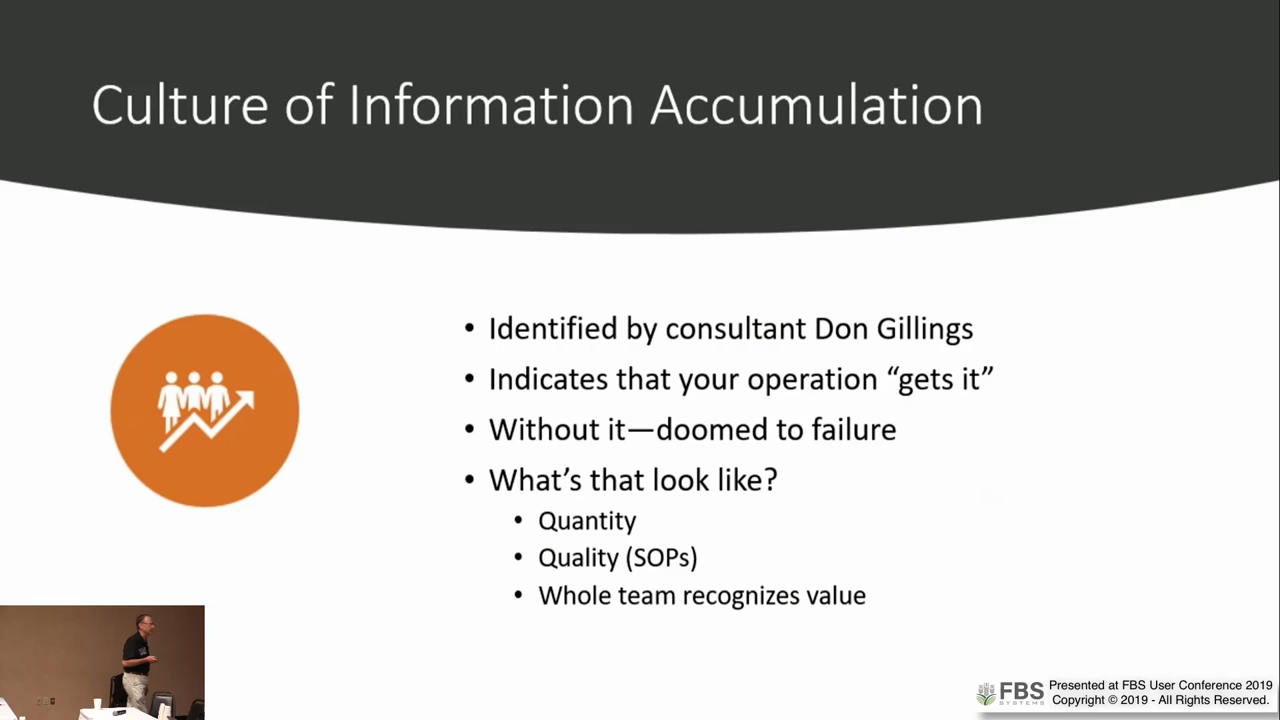 Culture of Information Accumulation
• Identified by consultant Don Gillings
• Indicates that your operation “gets it”
• Without it—doomed to failure
• What’s that look like?
• Quantity
• Quality (SOPs)
• Whole team recognizes value
FBS
SYSTEMS
Presented at FBS User Conference 2019
Copyright © 2019 - All Rights Reserved.